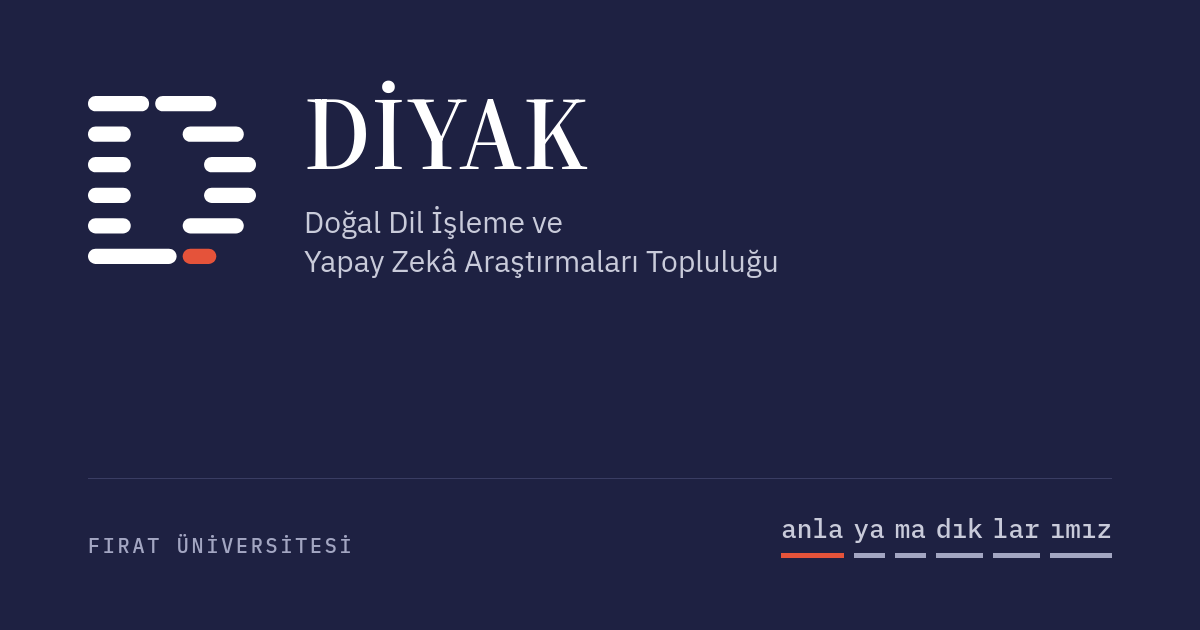 DİYAK
Doğal Dil İşleme ve
Yapay Zekâ Araştırmaları Topluluğu
FIRAT ÜNİVERSİTESİ
anla ya ma dık lar ımız